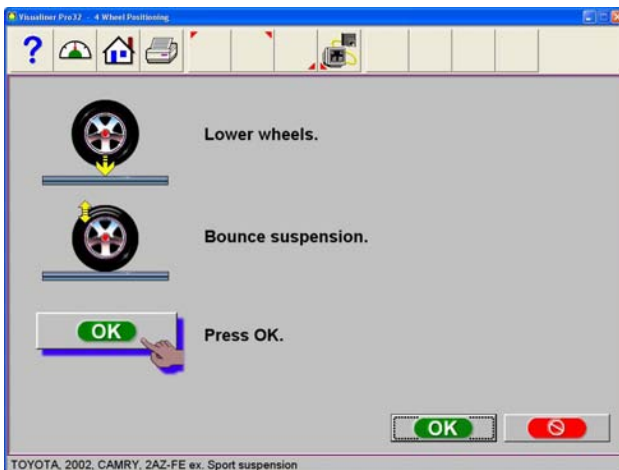 Visualiner Pro32 - 4 Wheel Positioning
?
Lower wheels.
Bounce suspension.
OK
Press OK.
OK
TOYOTA, 2002, CAMRY, 2AZ-FE ex. Sport suspension